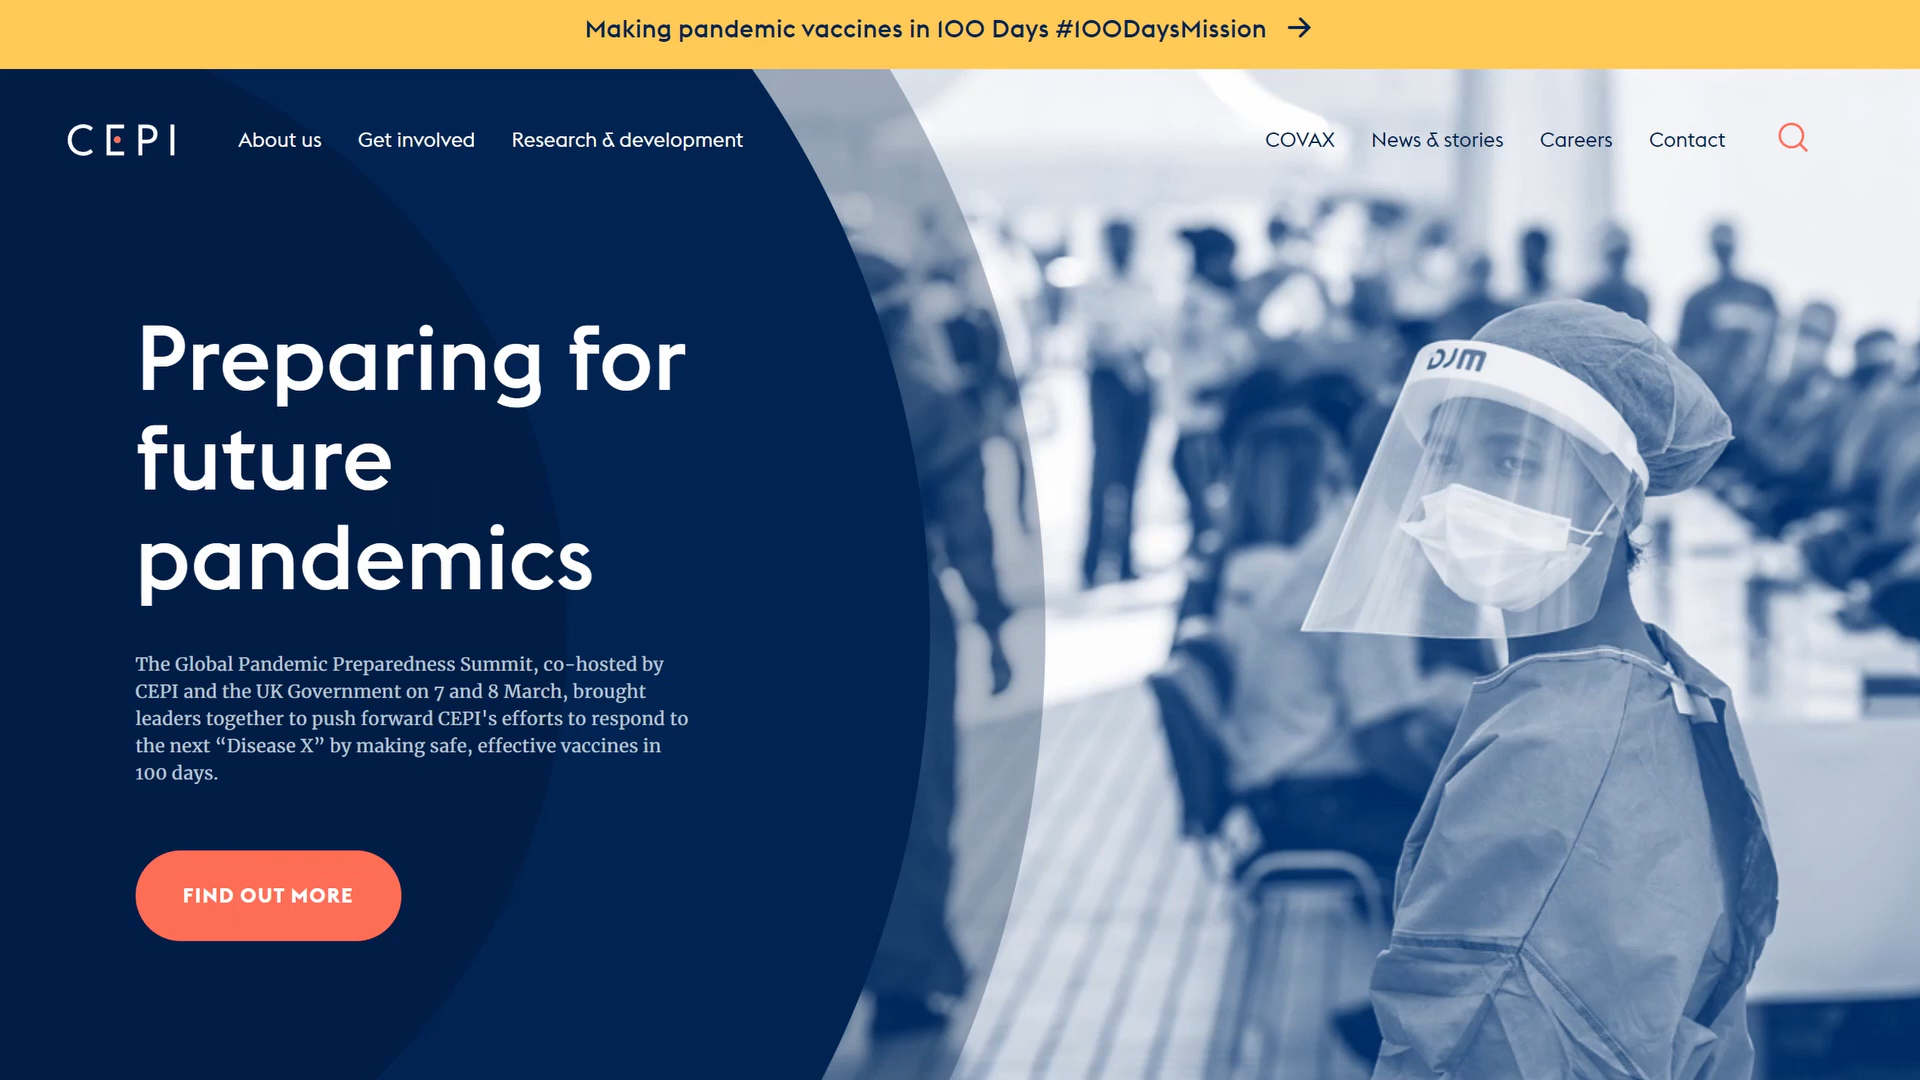 Making pandemic vaccines in 100 Days #100DaysMission
CEPI
About us
Get involved
Research & development
COVAX
News & stories
Careers
Contact
Preparing for
future
pandemics
The Global Pandemic Preparedness Summit, co-hosted by
CEPI and the UK Government on 7 and 8 March, brought
leaders together to push forward CEPI's efforts to respond to
the next “Disease X” by making safe, effective vaccines in
100 days.
FIND OUT MORE
DJM